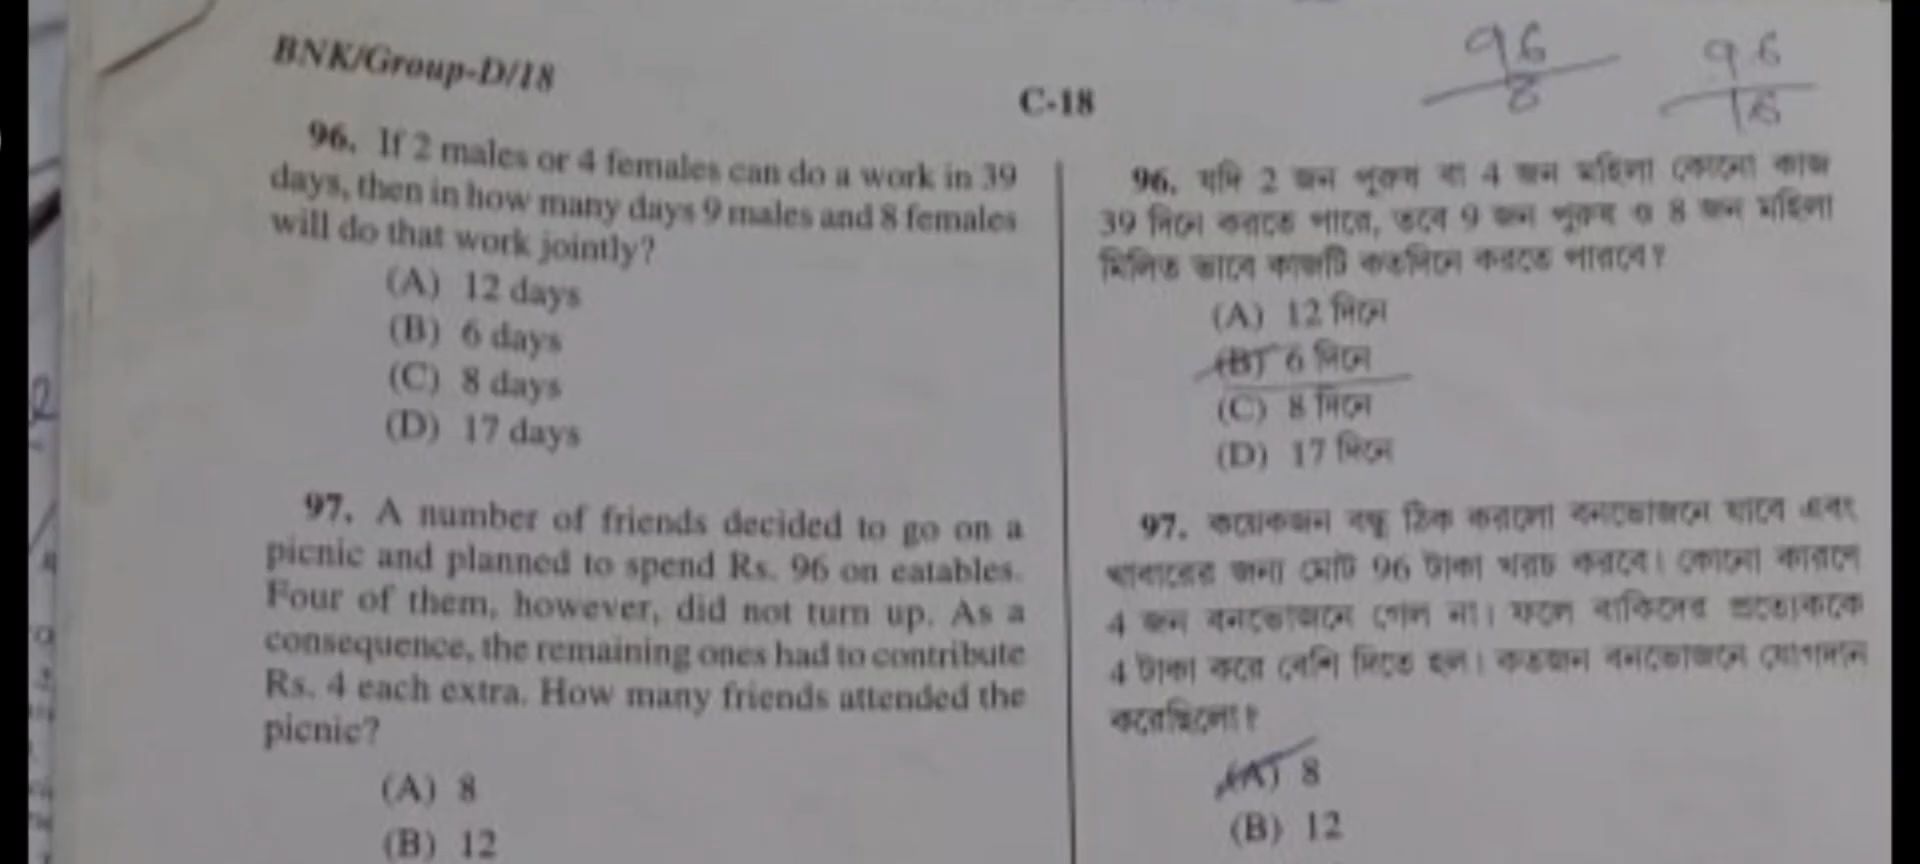 BNK/Group-D/18
C-18
96
8
96
16
96. If 2 males or 4 females can do a work in 39
days, then in how many days 9 males and 8 females
will do that work jointly?
(A) 12 days
(B) 6 days
(C) 8 days
(D) 17 days
97. A number of friends decided to go on a
picnic and planned to spend Rs. 96 on eatables.
Four of them, however, did not turn up. As a
consequence, the remaining ones had to contribute
Rs. 4 each extra. How many friends attended the
picnic?
(A) 8
(B) 12
96. যদি 2 জন পুরুষ বা 4 জন মহিলা কোনো কাজ
39 দিনে করতে পারে, তবে 9 জন পুরুষ ও 8 জন মহিলা
মিলিত ভাবে কাজটি কতদিনে করতে পারবে?
(A) 12 দিনে
(B) 6 দিনে
(C) 8 দিনে
(D) 17 দিনে
97. কয়েকজন বন্ধু ঠিক করলো বনভোজনে যাবে এবং
খাবারের জন্য মোট 96 টাকা খরচ করবে। কোনো কারণে
4 জন বনভোজনে গেল না। ফলে বাকিদের প্রত্যেককে
4 টাকা করে বেশি দিতে হল। কতজন বনভোজনে যোগদান
করেছিলো?
(A) 8
(B) 12